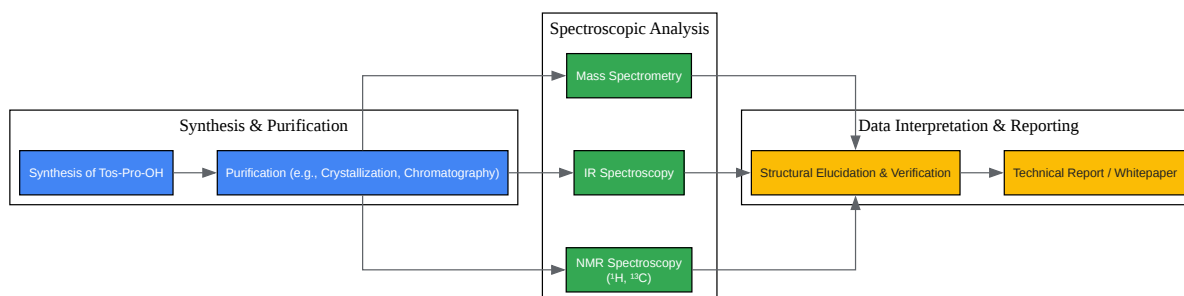 Synthesis & Purification
Synthesis of Tos-Pro-OH
Purification (e.g., Crystallization, Chromatography)
Spectroscopic Analysis
Mass Spectrometry
IR Spectroscopy
NMR Spectroscopy
(¹H, ¹³C)
Data Interpretation & Reporting
Structural Elucidation & Verification
Technical Report / Whitepaper